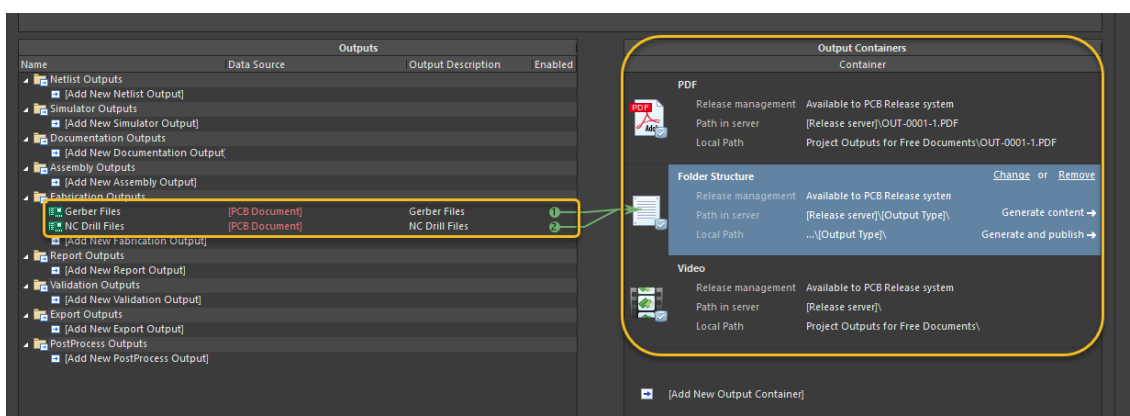 Outputs
Name Data Source Output Description Enabled
Netlist Outputs
[Add New Netlist Output]
Simulator Outputs
[Add New Simulator Output]
Documentation Outputs
[Add New Documentation Output
Assembly Outputs
[Add New Assembly Output]
Fabrication Outputs
Gerber Files [PCB Document] Gerber Files 1
NC Drill Files [PCB Document] NC Drill Files 2
[Add New Fabrication Output]
Report Outputs
[Add New Report Output]
Validation Outputs
[Add New Validation Output]
Export Outputs
[Add New Export Output]
PostProcess Outputs
[Add New PostProcess Output]
Output Containers
Container
PDF
PDF
Adobe
Release management Available to PCB Release system
Path in server [Release server]\OUT-0001-1.PDF
Local Path Project Outputs for Free Documents\OUT-0001-1.PDF
Folder Structure Change or Remove
Release management Available to PCB Release system
Path in server [Release server]\[Output Type]\ Generate content
Local Path ...\[Output Type]\ Generate and publish
Video
Release management Available to PCB Release system
Path in server [Release server]\
Local Path Project Outputs for Free Documents\
[Add New Output Container]